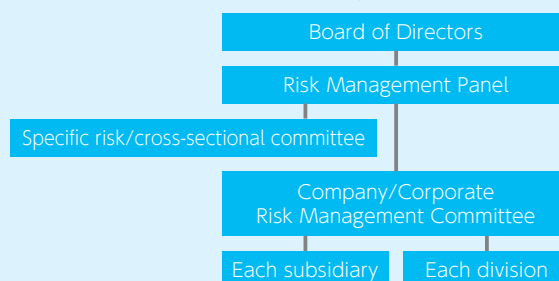 Board of Directors
Risk Management Panel
Specific risk/cross-sectional committee
Company/Corporate
Risk Management Committee
Each subsidiary
Each division